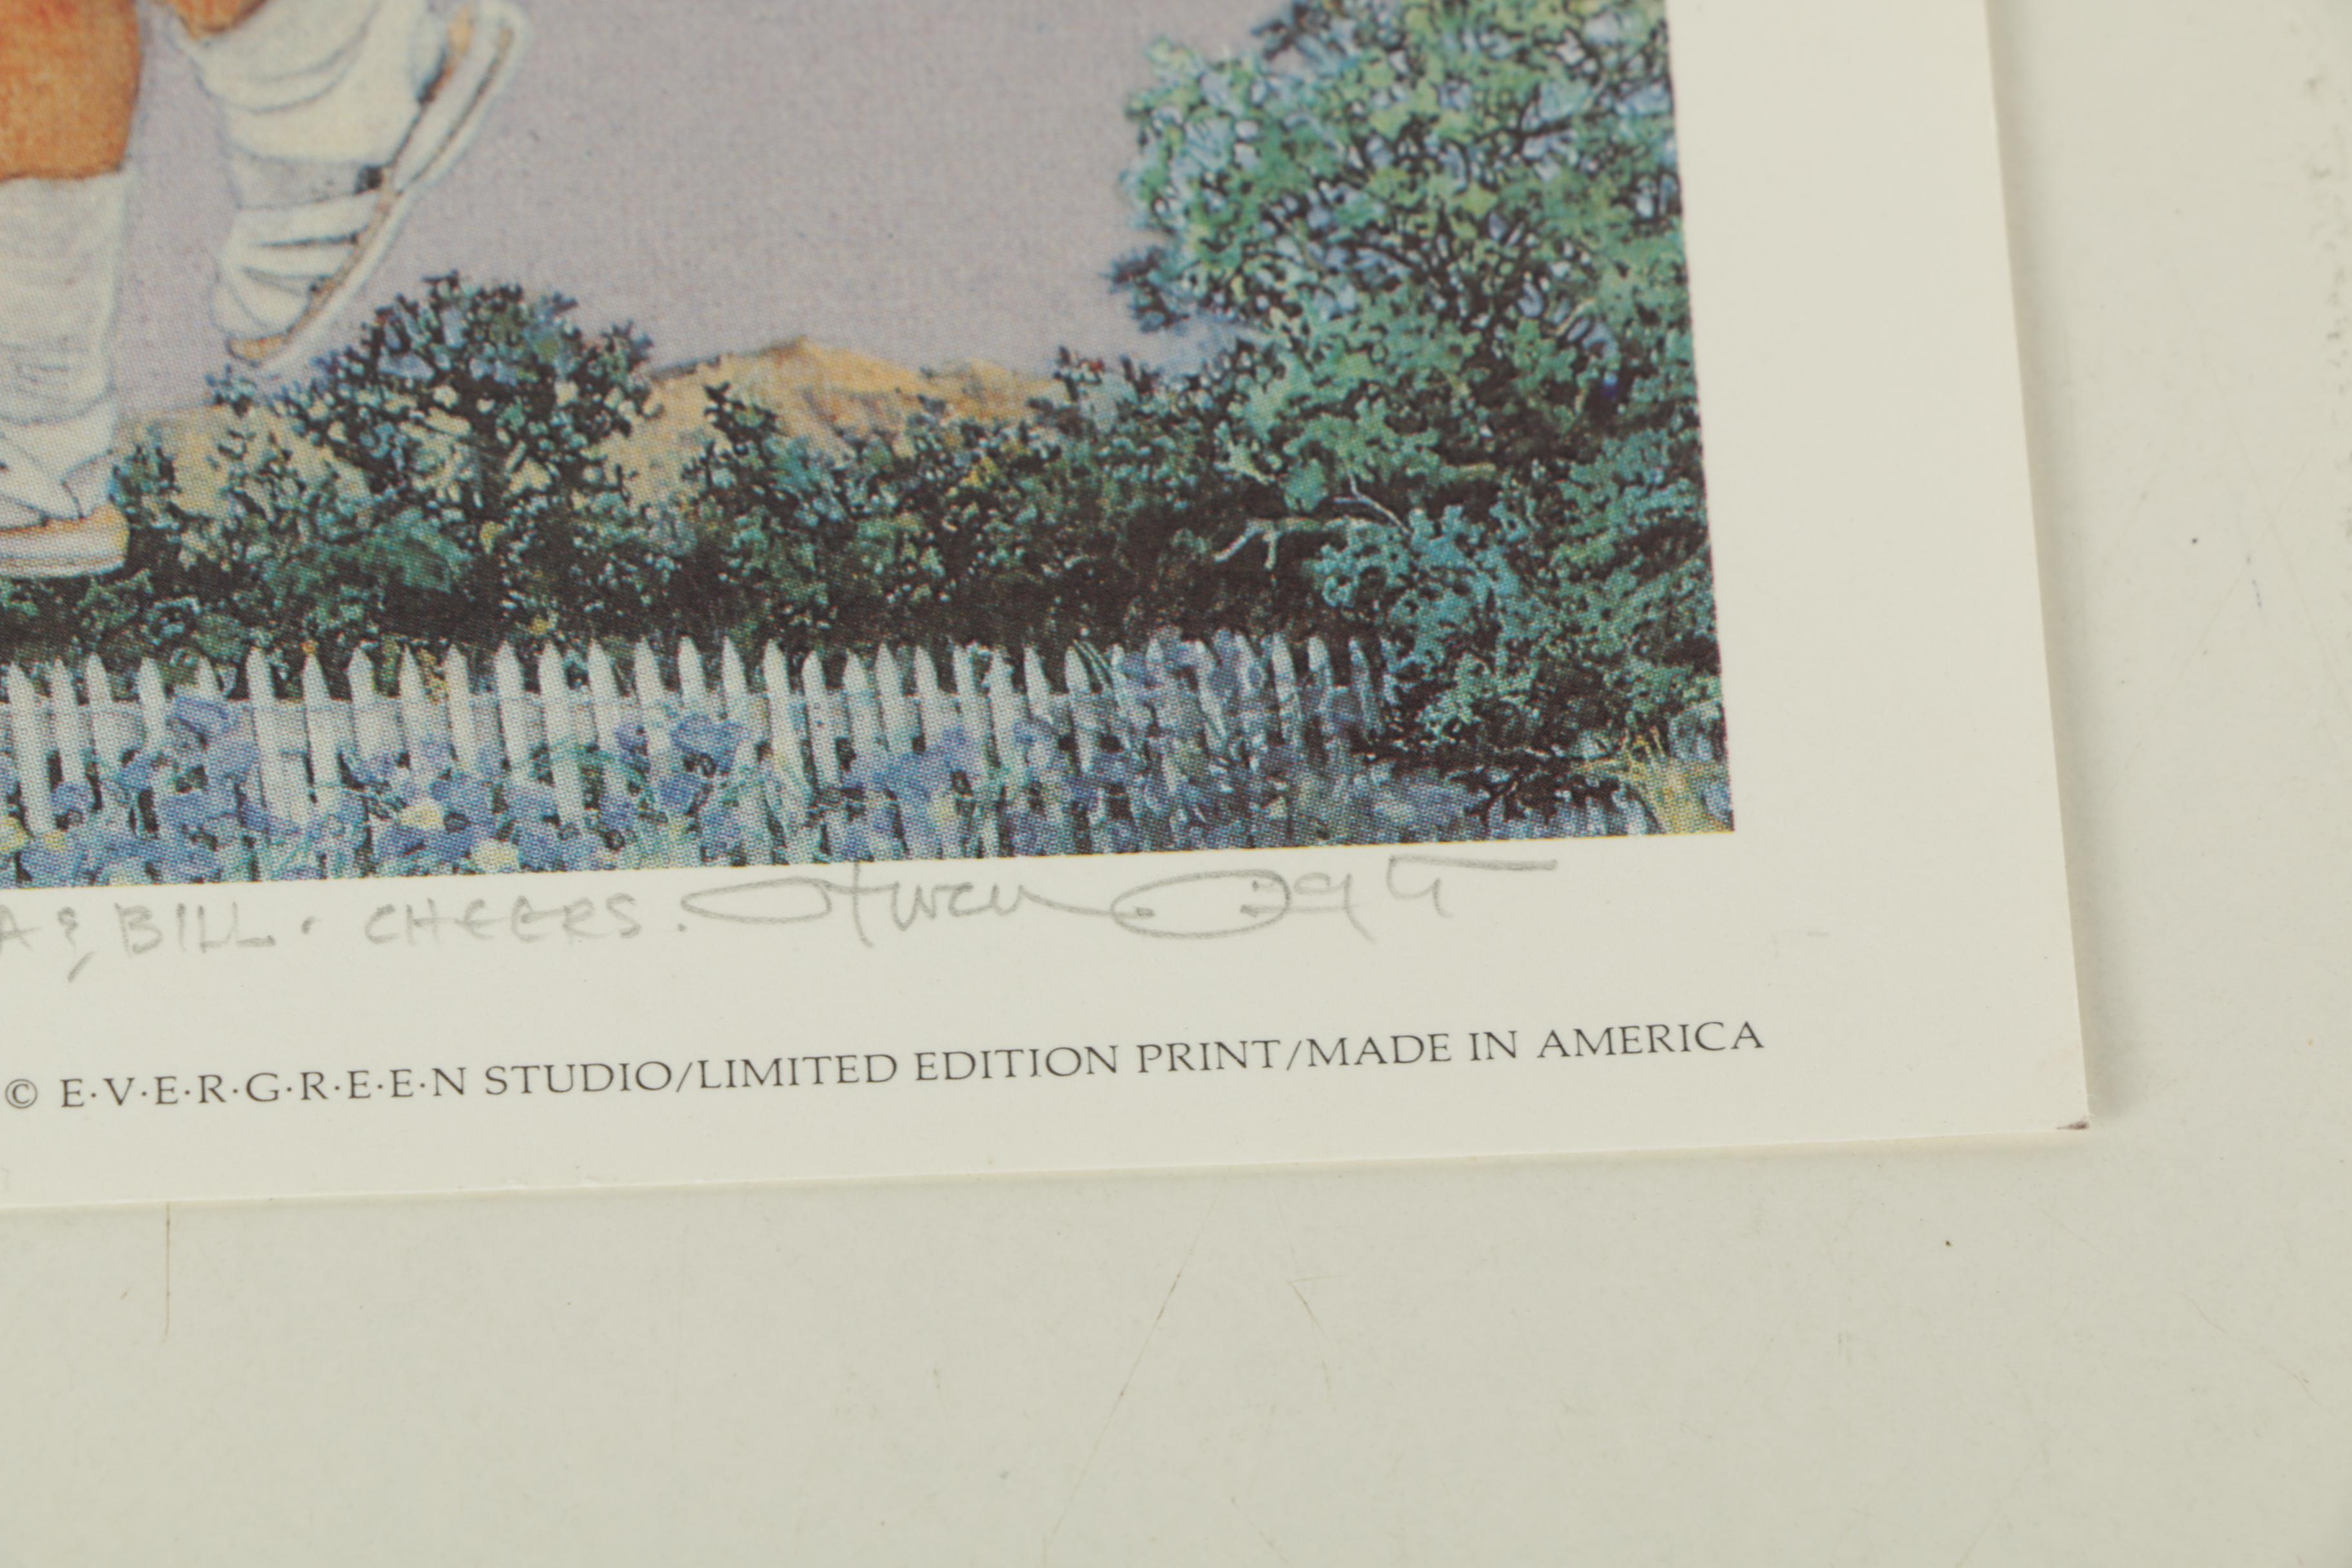 A & BILL. CHEERS.
© E·V·E·R·G·R·E·E·N STUDIO/LIMITED EDITION PRINT/MADE IN AMERICA